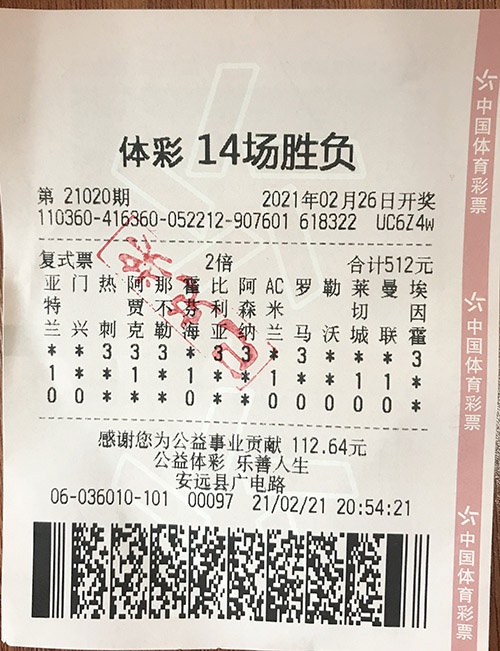 体彩 14场胜负
第 21020期 2021年02月26日开奖
110360-416360-052212-907601 618322 UC6Z4W
复式票 2倍 合计512元
亚 门 热 阿 那 霍 比 阿 AC 罗 勒 莱 曼 埃
特 贾 不 芬 利 森 米 切 因
兰 兴 刺 克 勒 海 亚 纳 兰 马 沃 城 联 霍
* * 3 3 3 * 3 3 * * * * * 3
1 * * 1 * 1 * * 1 * * 1 1 *
0 0 * * * 0 * 0 0 0 0 0 0 *
感谢您为公益事业贡献 112.64元
公益体彩 乐善人生
安远县广电路
06-036010-101 00097 21/02/21 20:54:21
中国体育彩票
中国体育彩票
中国体育彩票